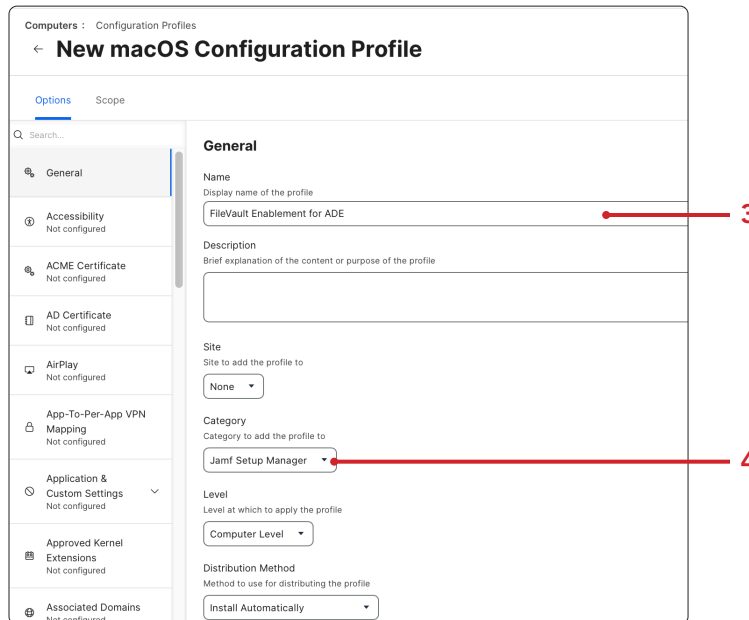 Computers : Configuration Profiles
← New macOS Configuration Profile
Options Scope
Search...
General
Accessibility
Not configured
ACME Certificate
Not configured
AD Certificate
Not configured
AirPlay
Not configured
App-To-Per-App VPN
Mapping
Not configured
Application &
Custom Settings
Not configured
Approved Kernel
Extensions
Not configured
Associated Domains
Not configured
General
Name
Display name of the profile
FileVault Enablement for ADE
3
Description
Brief explanation of the content or purpose of the profile
Site
Site to add the profile to
None
Category
Category to add the profile to
Jamf Setup Manager
4
Level
Level at which to apply the profile
Computer Level
Distribution Method
Method to use for distributing the profile
Install Automatically